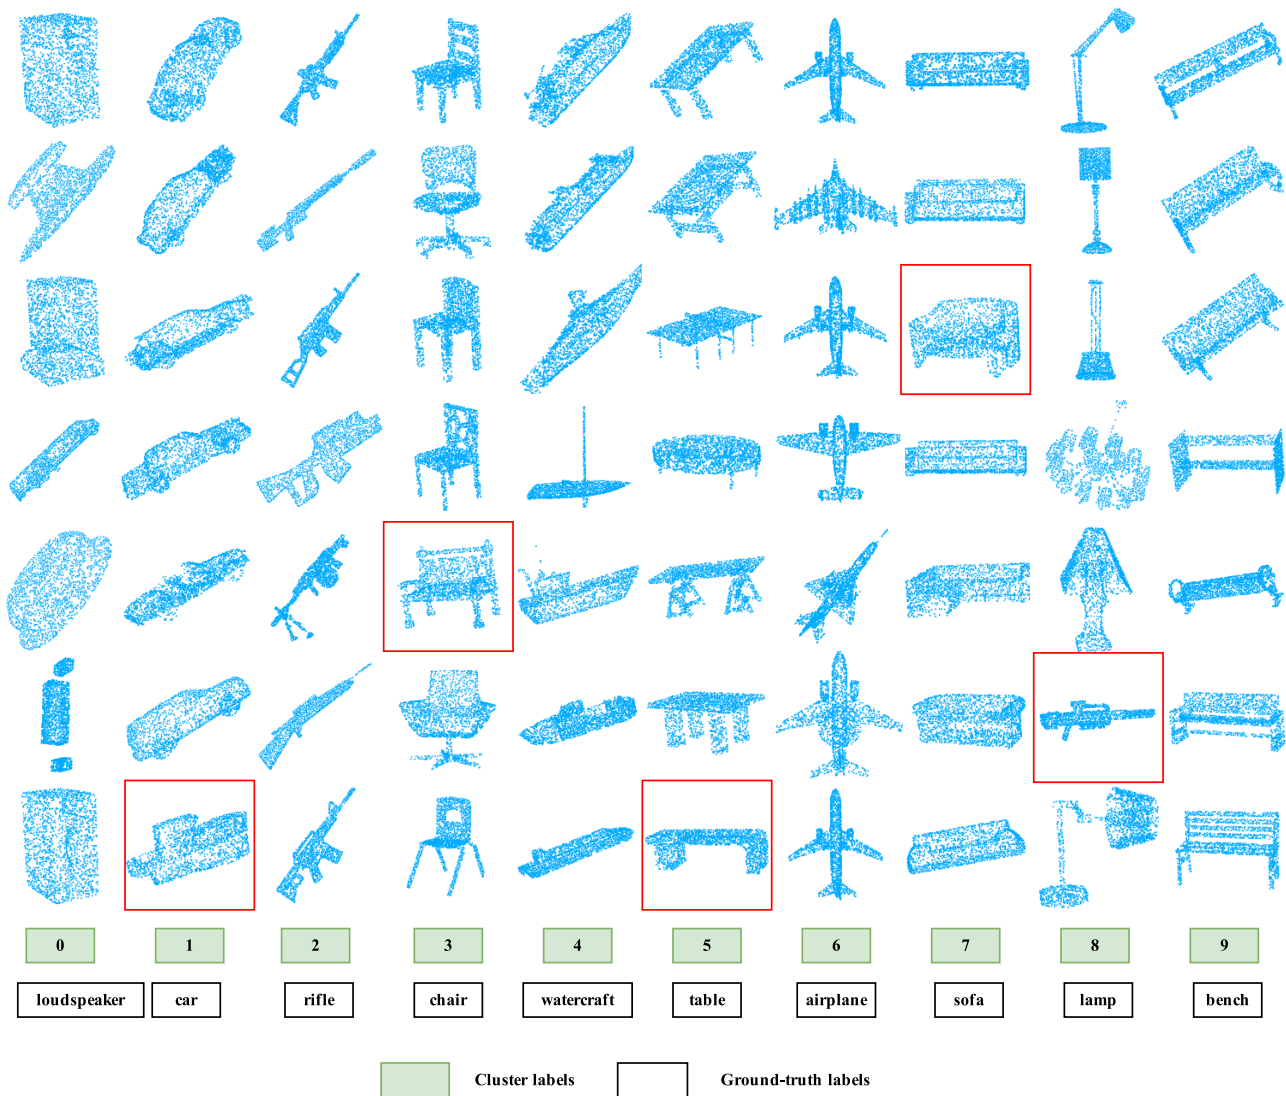 0 1 2 3 4 5 6 7 8 9
loudspeaker car rifle chair watercraft table airplane sofa lamp bench
Cluster labels Ground-truth labels